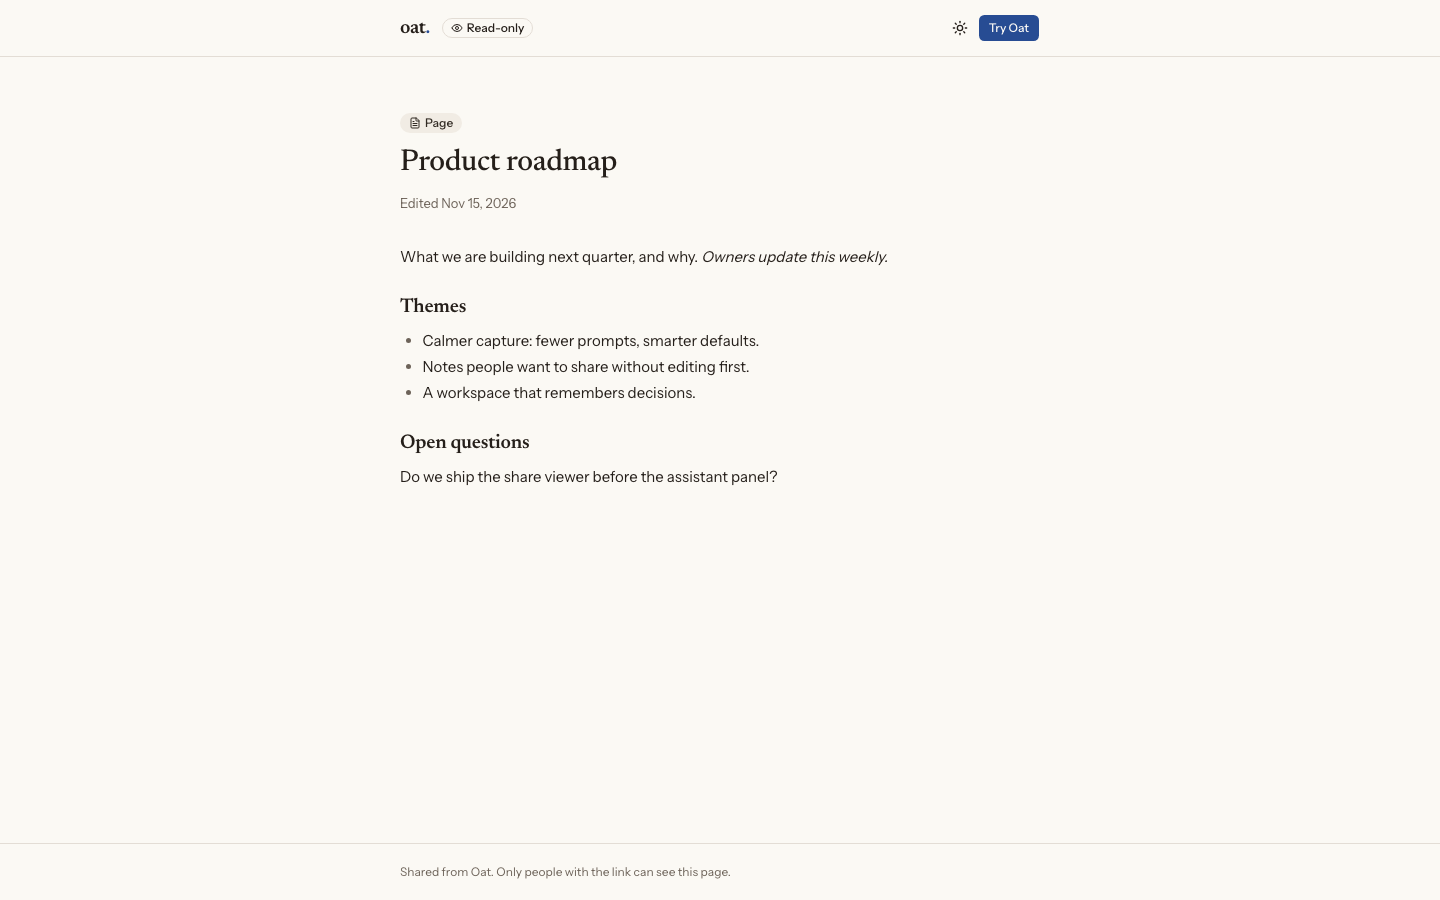 oat.
Read-only
Try Oat
Page
Product roadmap
Edited Nov 15, 2026
What we are building next quarter, and why. Owners update this weekly.
Themes
Calmer capture: fewer prompts, smarter defaults.
Notes people want to share without editing first.
A workspace that remembers decisions.
Open questions
Do we ship the share viewer before the assistant panel?
Shared from Oat. Only people with the link can see this page.